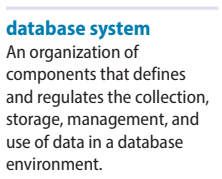 database system
An organization of
components that defines
and regulates the collection,
storage, management, and
use of data in a database
environment.